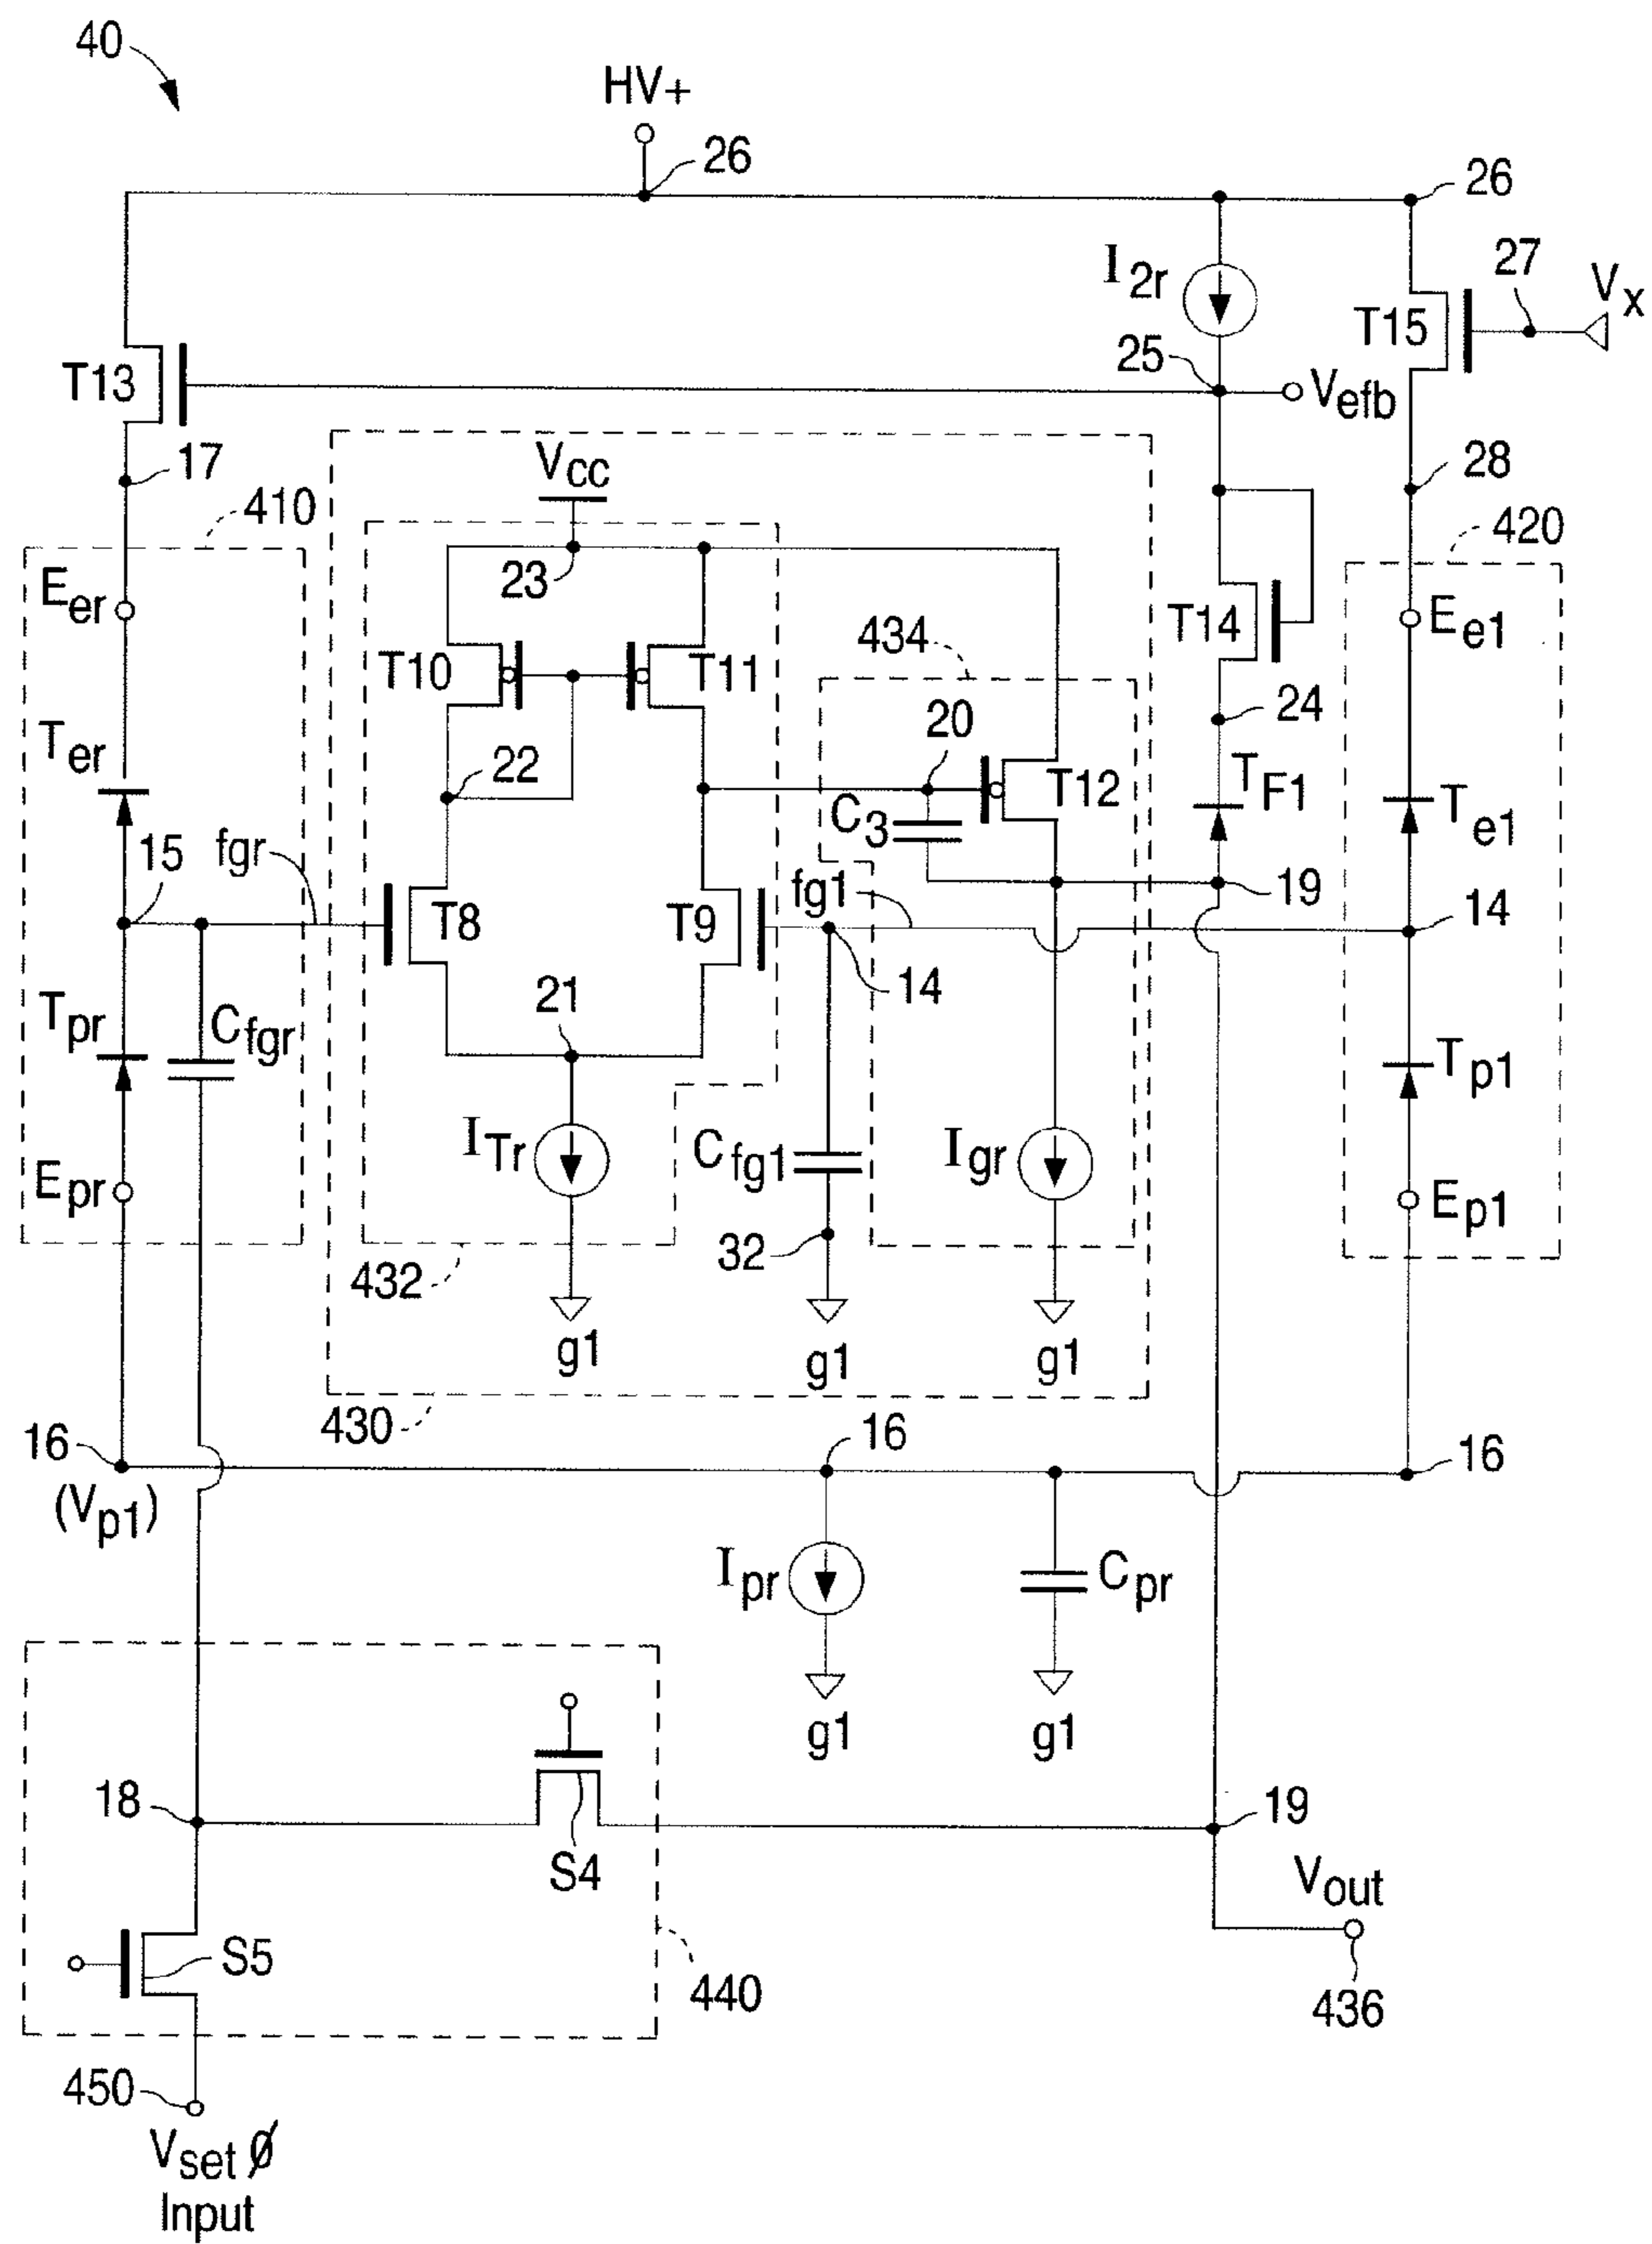 40
HV+
26
26
I2r
27
Vx
T15
25
T13
Vefb
17
Vcc
28
410
23
420
Eer
Ee1
T10
T11
434
T14
Ter
22
20
24
T12
TF1
C3
Te1
15
fgr
fg1
19
14
T8
T9
14
Tpr
Cfgr
21
Tp1
ITr
Cfg1
Igr
Epr
Ep1
32
432
g1
g1
g1
430
16
16
16
(Vp1)
Ipr
Cpr
g1
g1
18
19
S4
Vout
S5
440
436
450
Vset Ø
Input